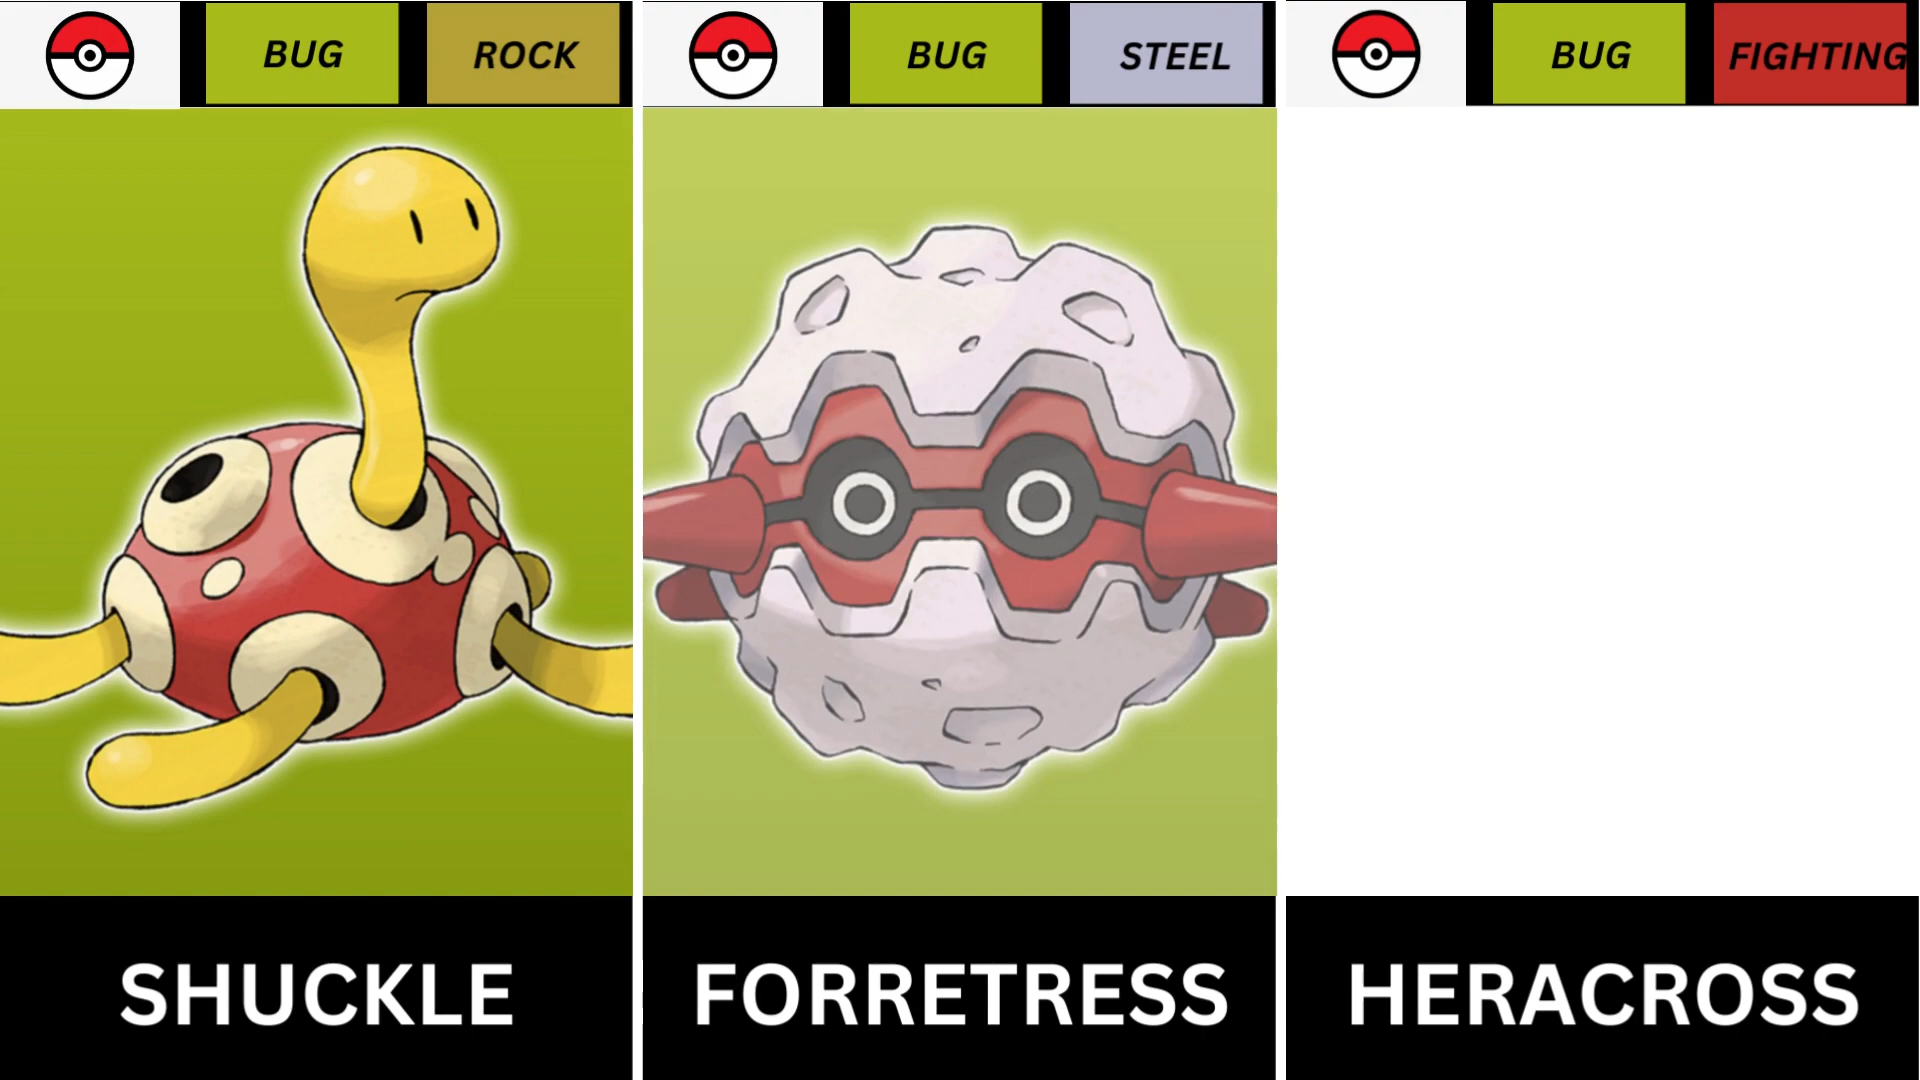 BUG
ROCK
BUG
STEEL
BUG
FIGHTING
SHUCKLE
FORRETRESS
HERACROSS